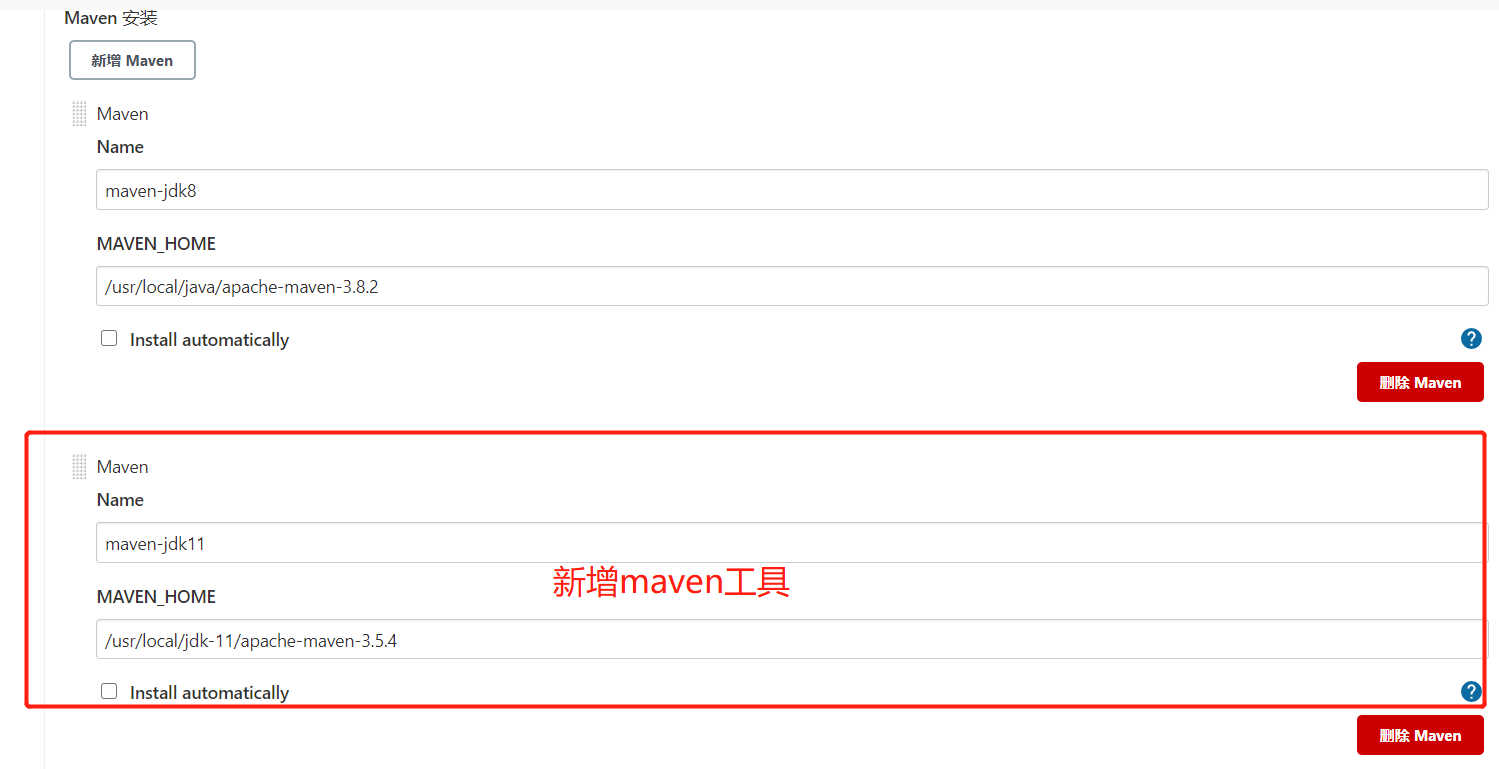 Maven 安装
新增 Maven
Maven
Name
maven-jdk8
MAVEN_HOME
/usr/local/java/apache-maven-3.8.2
Install automatically
?
删除 Maven
Maven
Name
maven-jdk11
新增maven工具
MAVEN_HOME
/usr/local/jdk-11/apache-maven-3.5.4
Install automatically
?
删除 Maven